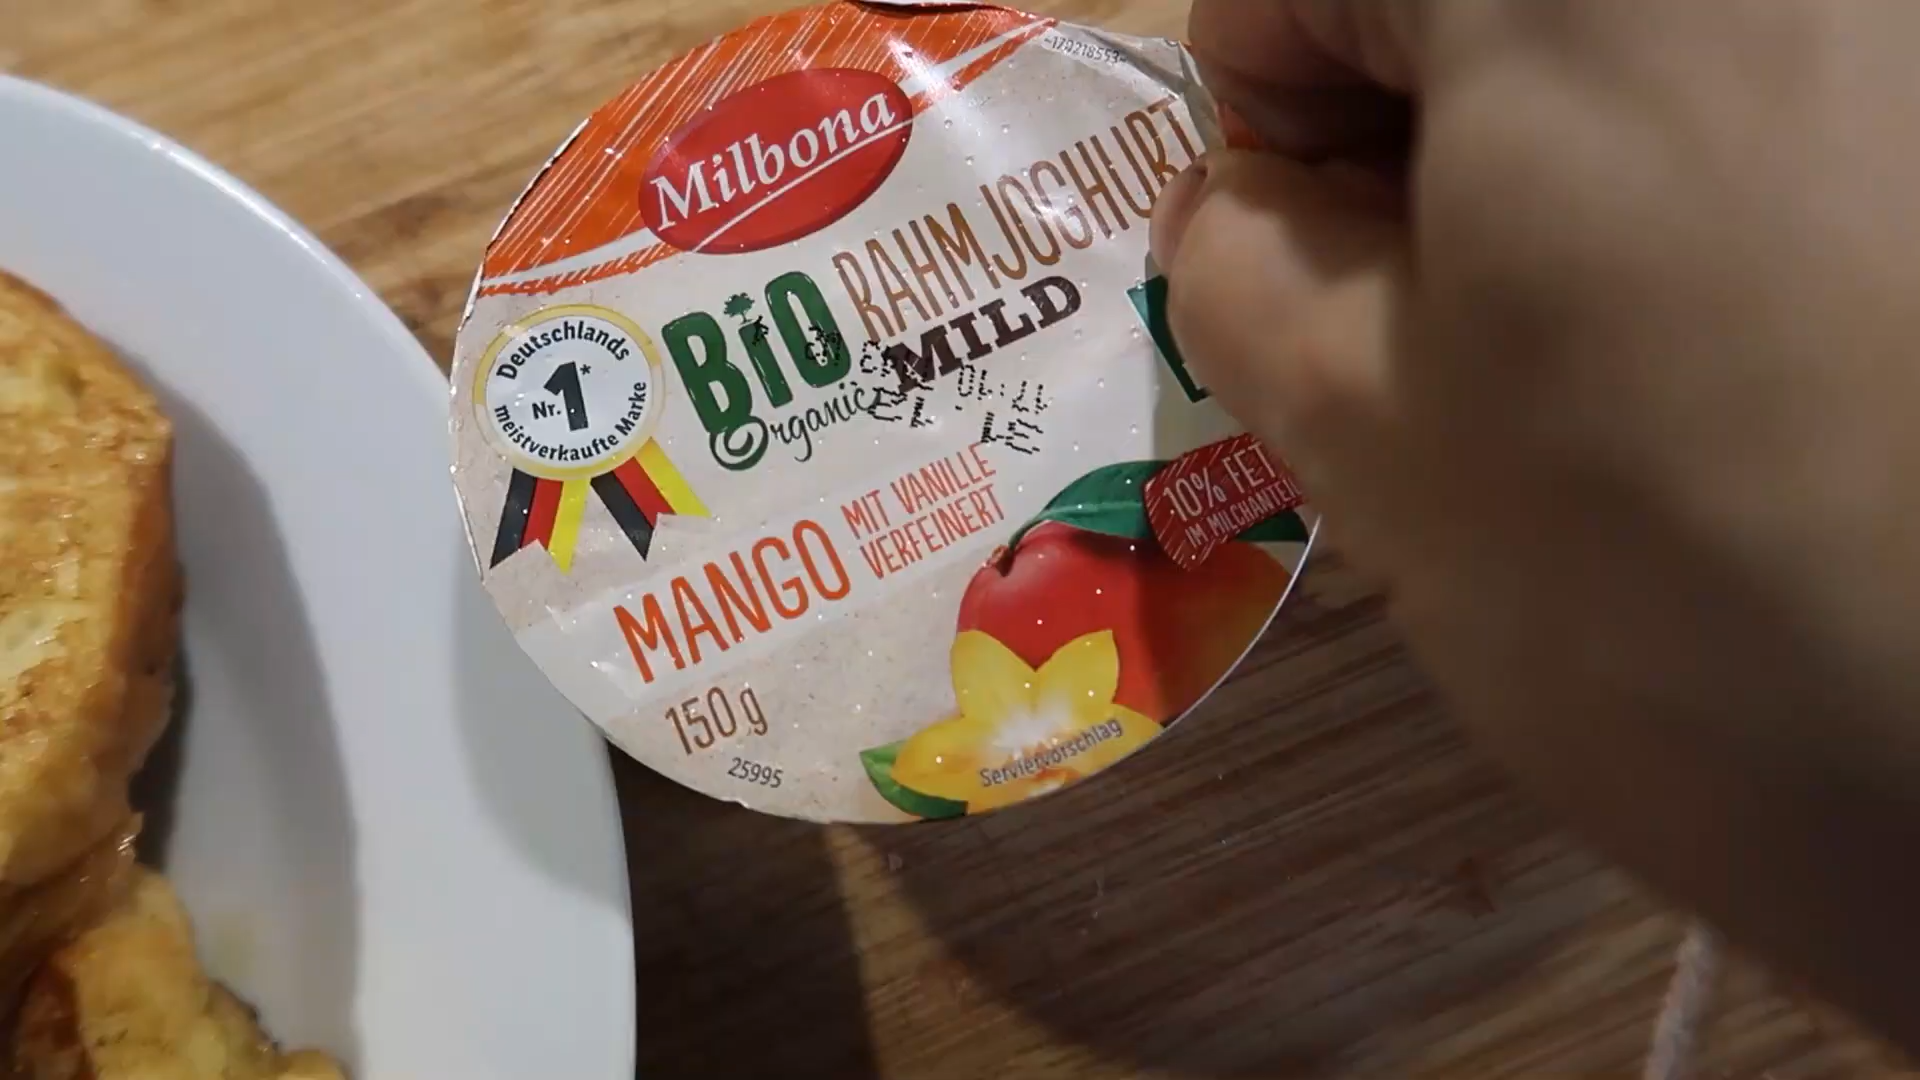 -170218553-
Milbona
BIO RAHMJOGHURT
MILD
Organic
Deutschlands
Nr. 1*
meistverkaufte Marke
MANGO
MIT VANILLE
VERFEINERT
10% FET
IM MILCHANTEIL
150 g
25995
Serviervorschlag